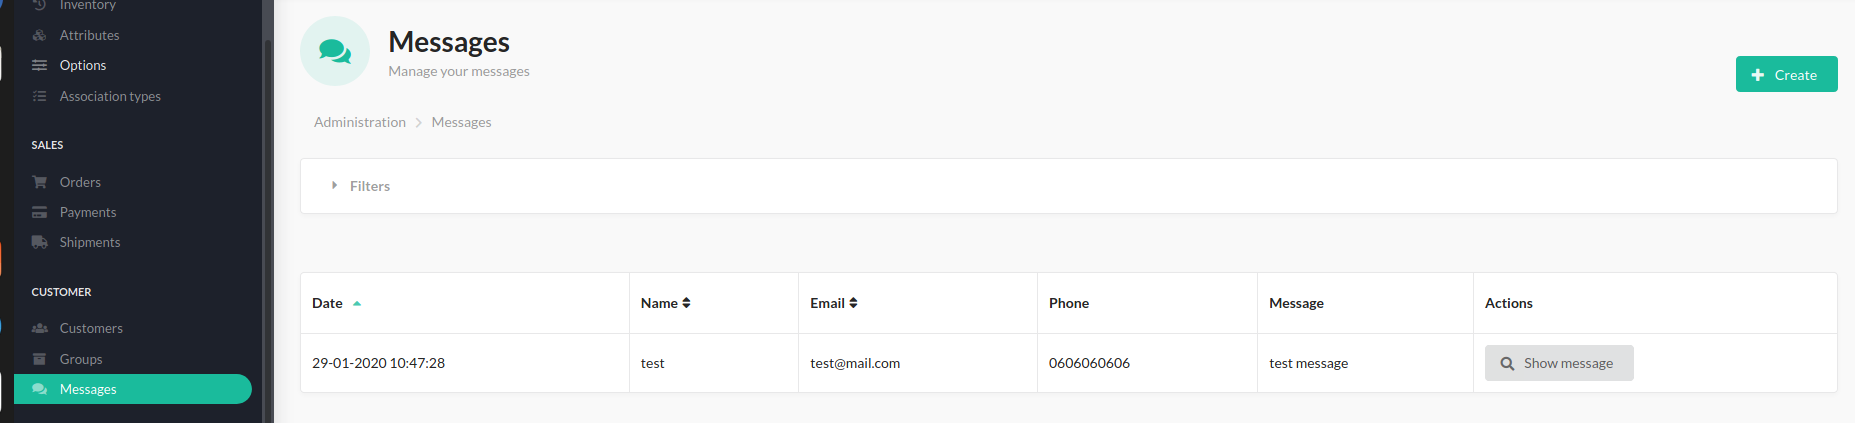 Inventory
Attributes
Options
Association types
SALES
Orders
Payments
Shipments
CUSTOMER
Customers
Groups
Messages
Messages
Manage your messages
Create
Administration Messages
Filters
Date Name Email Phone Message Actions
29-01-2020 10:47:28 test test@mail.com 0606060606 test message Show message